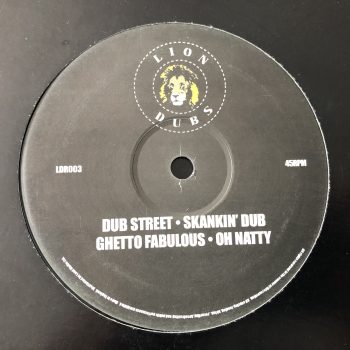 LION
DUBS
LDR003
45RPM
DUB STREET • SKANKIN' DUB
GHETTO FABULOUS • OH NATTY